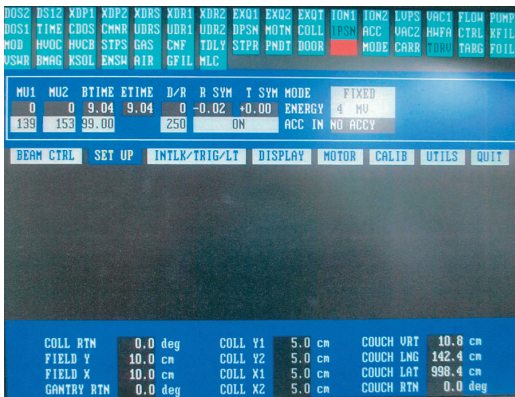 DOS2 DS12 XDP1 XDP2 XDRS XDR1 XDR2 EXQ1 EXQ2 EXQT ION1 ION2 LVPS VAC1 FLOW PUMP
DOS1 TIME CDOS CMNR UDRS UDR1 UDR2 DPSN MOTN COLL IPSN ACC VAC2 HWFA CTRL XFIL
MOD HVOC HVCB STPS GAS CNF TDLY STPR PNDT DOOR MODE CARR TDRV TARG FOIL
VSWR BMAG KSOL ENSW AIR GFIL MLC
MU1 MU2 BTIME ETIME D/R R SYM T SYM MODE FIXED
0 0 9.04 9.04 0 -0.02 +0.00 ENERGY 4 MV
139 153 99.00 250 ON ACC IN NO ACCY
BEAM CTRL SET UP INTLK/TRIG/LT DISPLAY MOTOR CALIB UTILS QUIT
COLL RTN 0.0 deg COLL Y1 5.0 cm COUCH VRT 10.8 cm
FIELD Y 10.0 cm COLL Y2 5.0 cm COUCH LNG 142.4 cm
FIELD X 10.0 cm COLL X1 5.0 cm COUCH LAT 998.4 cm
GANTRY RTN 0.0 deg COLL X2 5.0 cm COUCH RTN 0.0 deg